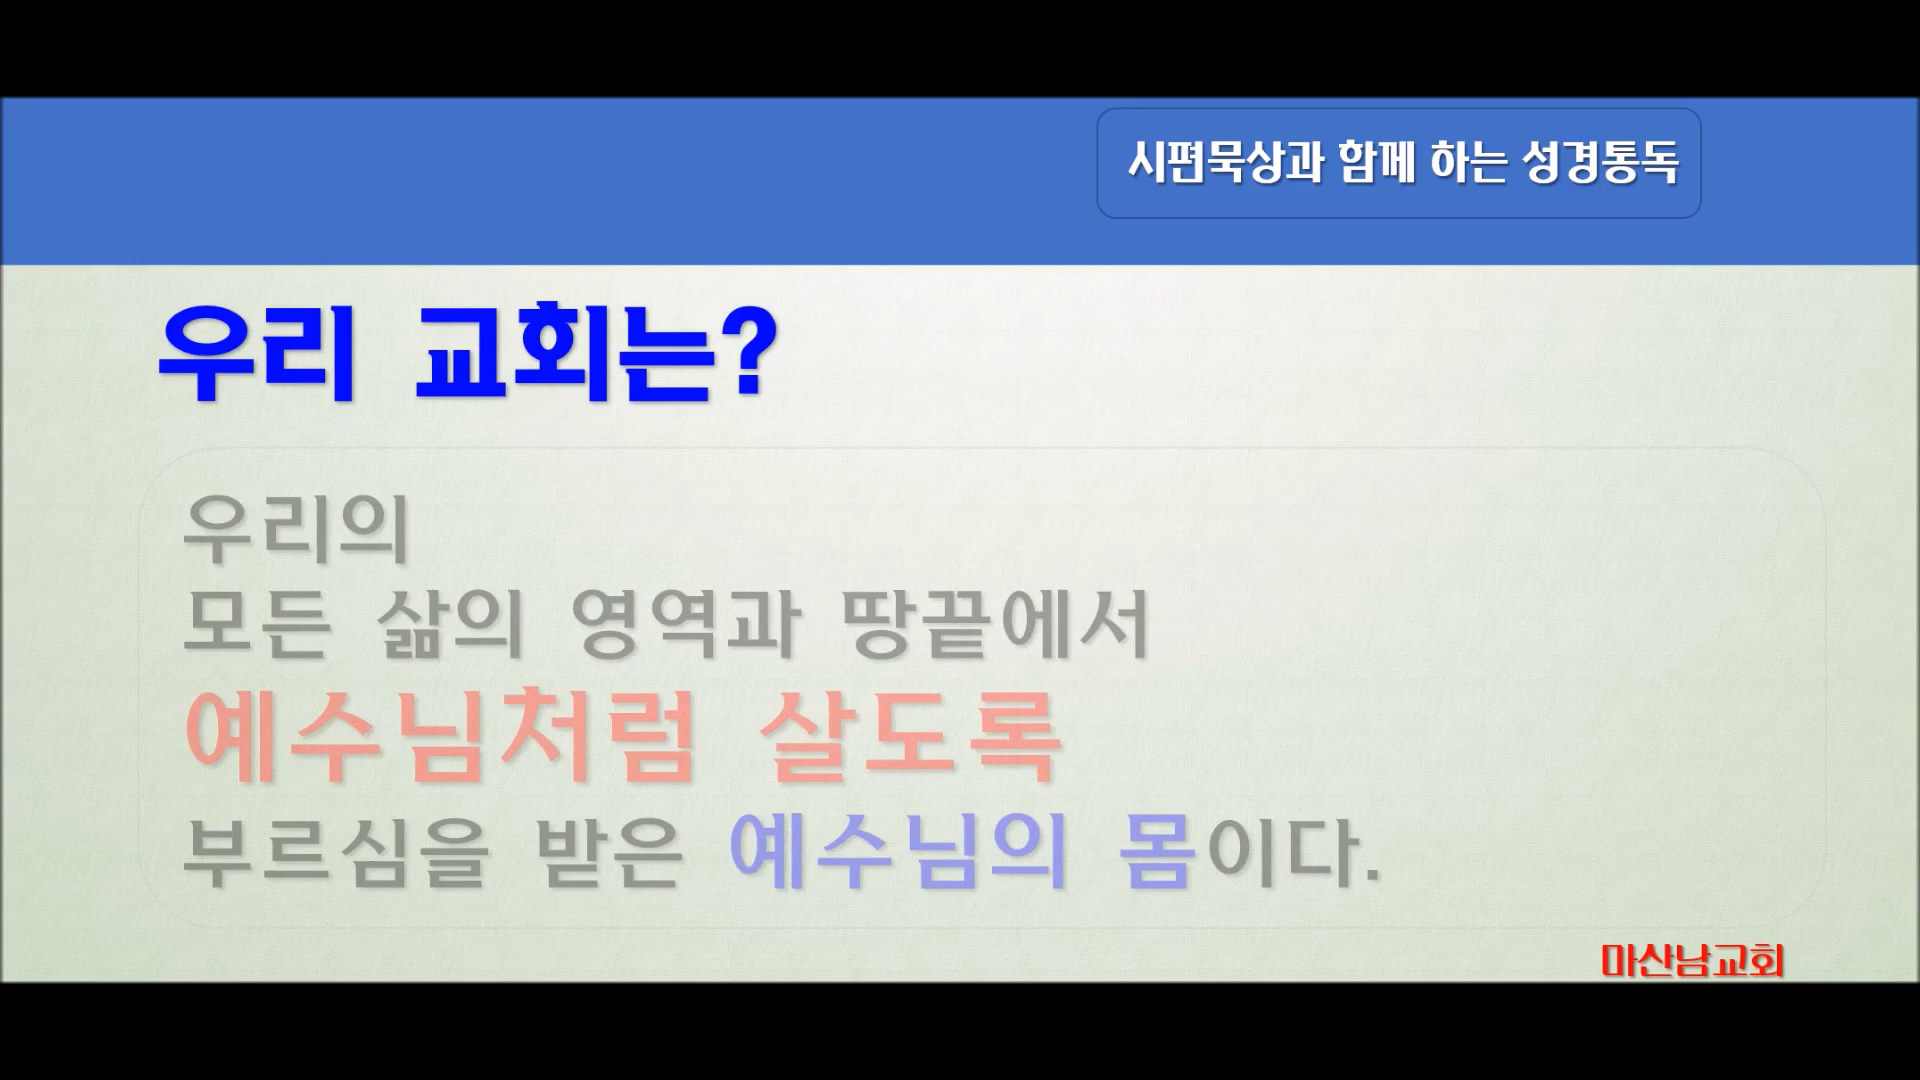 시편묵상과 함께 하는 성경통독
우리 교회는?
우리의
모든 삶의 영역과 땅끝에서
예수님처럼 살도록
부르심을 받은 예수님의 몸이다.
마산남교회